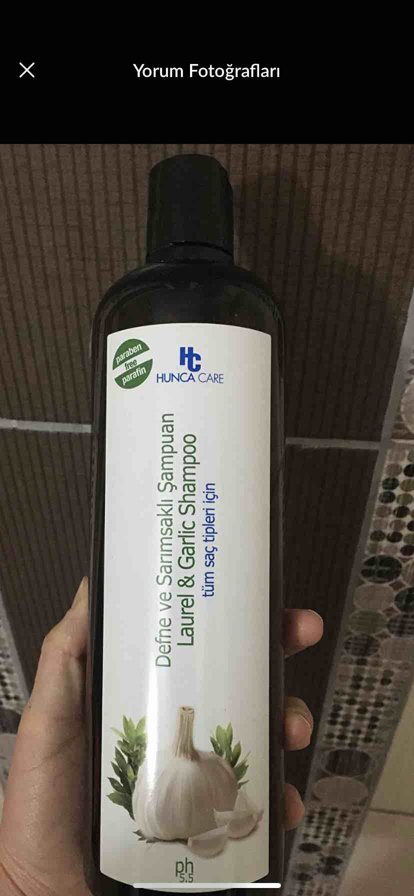 Yorum Fotoğrafları
paraben
free
parafin
HC
HUNCA CARE
Defne ve Sarımsaklı Şampuan
Laurel & Garlic Shampoo
tüm saç tipleri için
ph
5.5